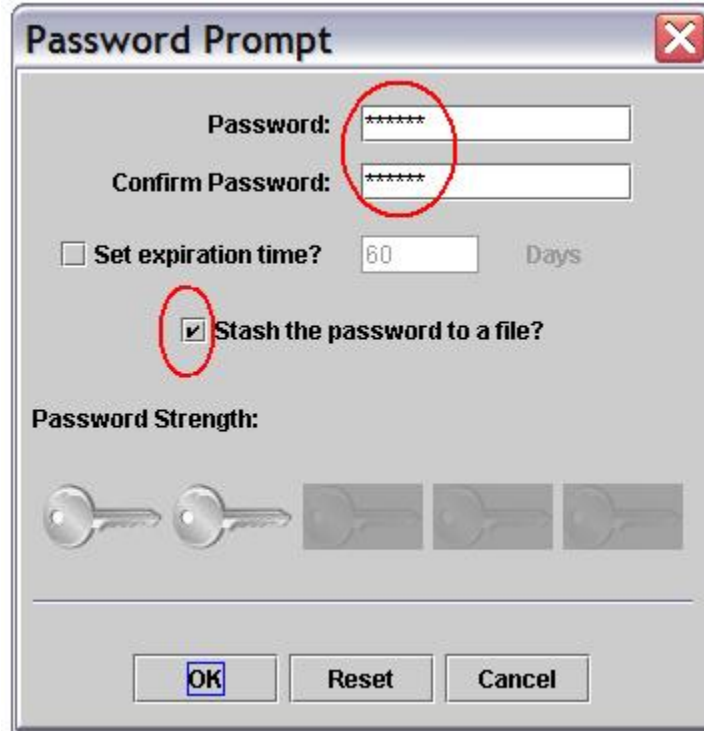 Password Prompt
Password: ******
Confirm Password: ******
Set expiration time? 60 Days
Stash the password to a file?
Password Strength:
OK Reset Cancel